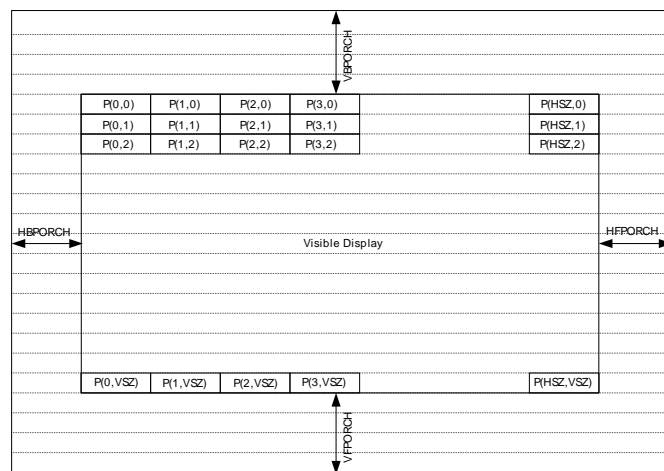 VBPORCH
P(0,0) P(1,0) P(2,0) P(3,0) P(HSZ,0)
P(0,1) P(1,1) P(2,1) P(3,1) P(HSZ,1)
P(0,2) P(1,2) P(2,2) P(3,2) P(HSZ,2)
HBPORCH Visible Display HFPORCH
P(0,VSZ) P(1,VSZ) P(2,VSZ) P(3,VSZ) P(HSZ,VSZ)
VFPORCH